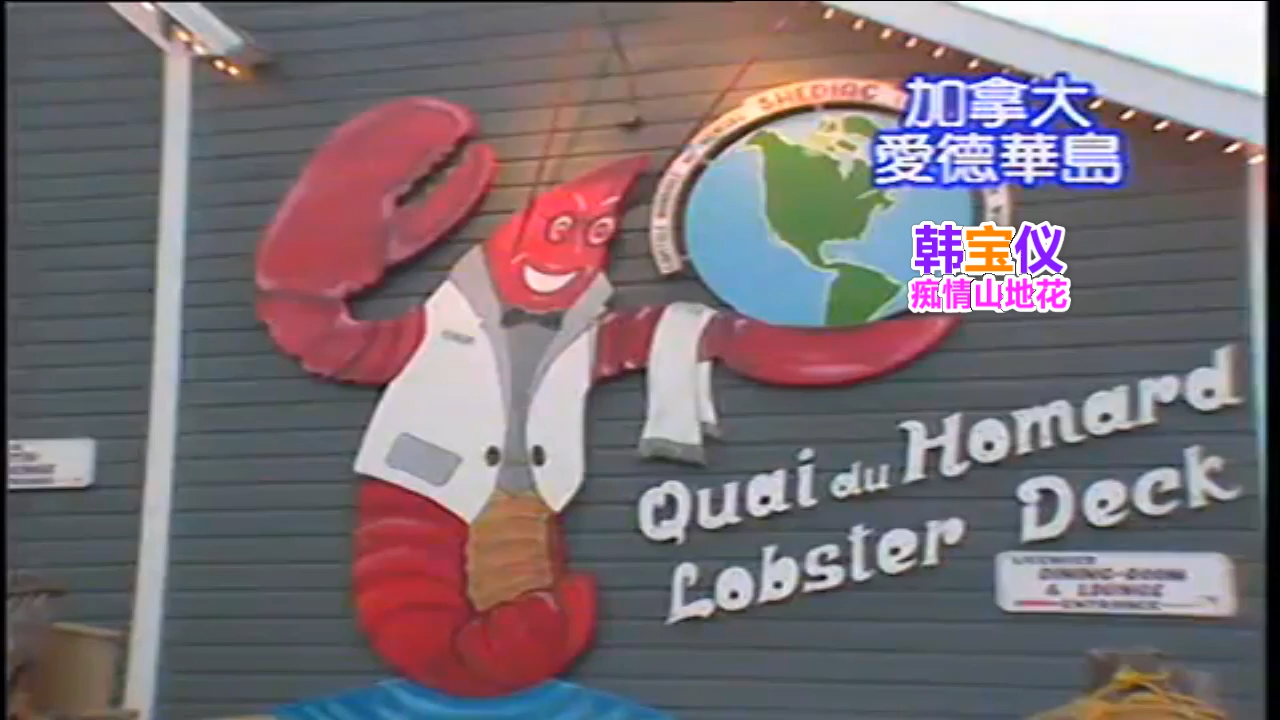 SHEDIAC
加拿大
愛德華島
韩宝仪
痴情山地花
Quai du Homard
Lobster Deck
DINING-ROOM
& LOUNGE
ENTRANCE